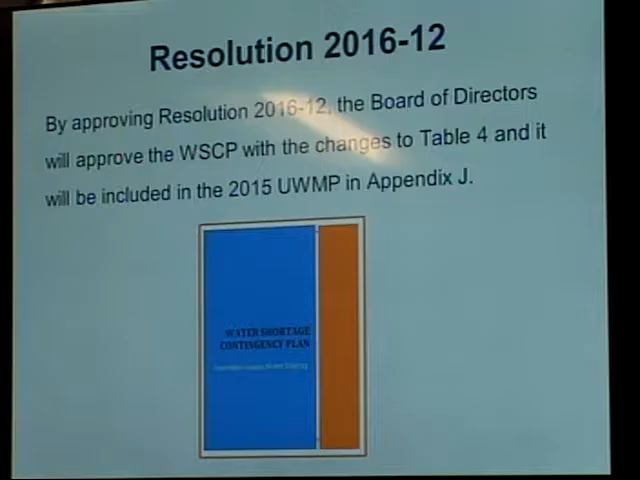 Resolution 2016-12
By approving Resolution 2016-12, the Board of Directors
will approve the WSCP with the changes to Table 4 and it
will be included in the 2015 UWMP in Appendix J.
WATER SHORTAGE
CONTINGENCY PLAN